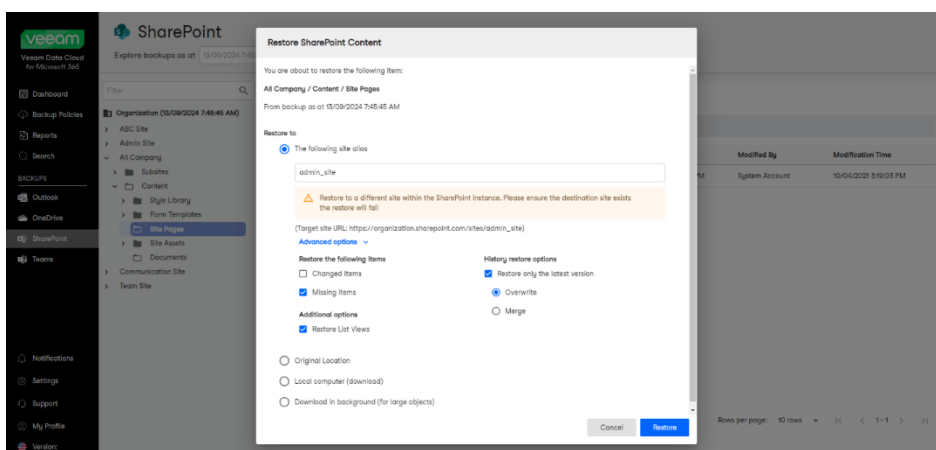 veeam
Veeam Data Cloud
for Microsoft 365
Dashboard
Backup Policies
Reports
Search
BACKUPS
Outlook
OneDrive
SharePoint
Teams
Notifications
Settings
Support
My Profile
Version:
SharePoint
Explore backups as at 13/09/2024 7:45
Filter
Organization (13/09/2024 7:45:45 AM)
ABC Site
Admin Site
All Company
Subsites
Content
Style Library
Form Templates
Site Pages
Site Assets
Documents
Communication Site
Team Site
Restore SharePoint Content
You are about to restore the following item:
All Company / Content / Site Pages
From backup as at 13/09/2024 7:45:45 AM
Restore to
The following site alias
admin_site
Restore to a different site within the SharePoint instance. Please ensure the destination site exists
the restore will fail
(Target site URL: https://organization.sharepoint.com/sites/admin_site)
Advanced options
Restore the following items
Changed Items
Missing Items
Additional options
Restore List Views
History restore options
Restore only the latest version
Overwrite
Merge
Original Location
Local computer (download)
Download in background (for large objects)
Cancel Restore
Modified By Modification Time
PM System Account 10/04/2021 3:19:03 PM
Rows per page: 10 rows 1-1